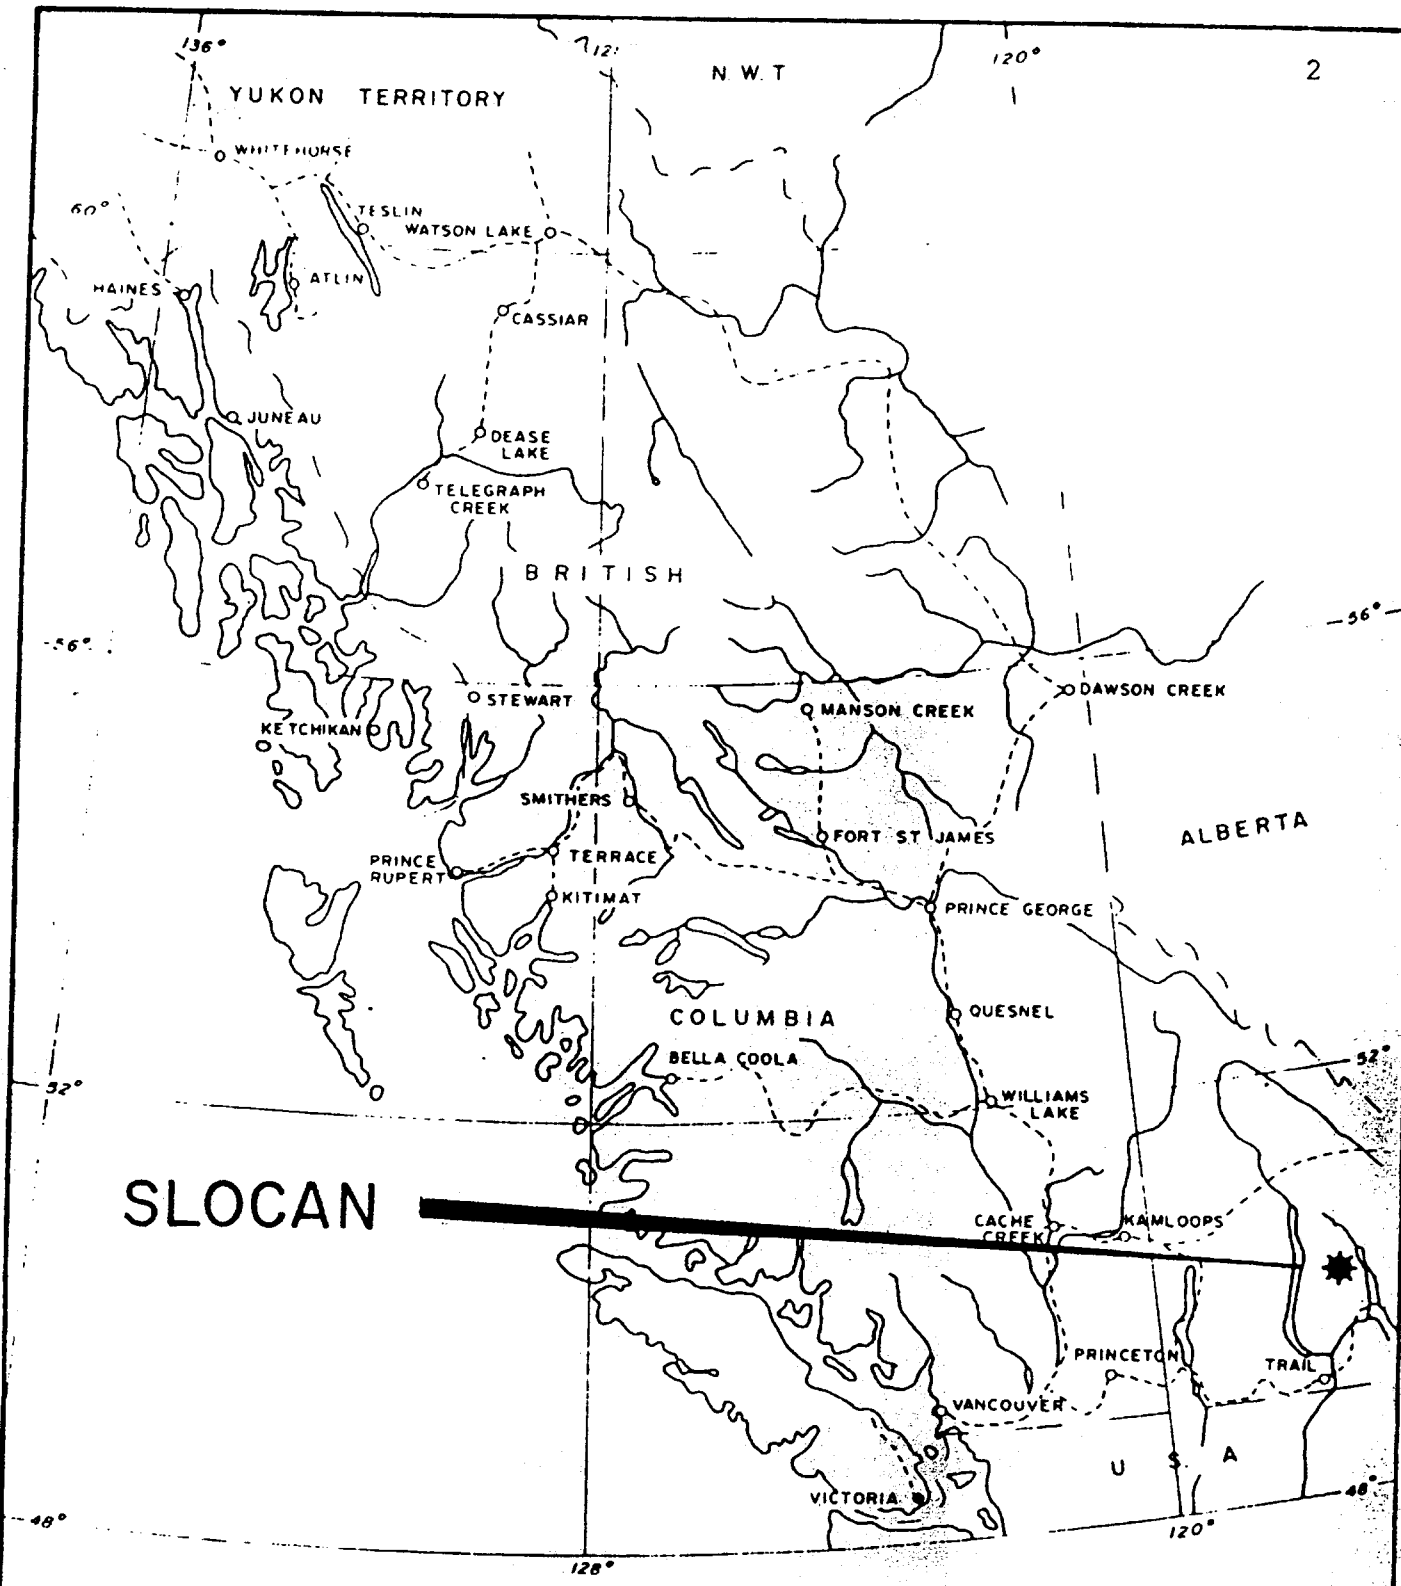 136°
121
120°
2
N.W.T
YUKON TERRITORY
WHITEHORSE
60°
TESLIN
WATSON LAKE
ATLIN
HAINES
CASSIAR
JUNEAU
DEASE
LAKE
TELEGRAPH
CREEK
BRITISH
56°
56°
STEWART
DAWSON CREEK
MANSON CREEK
KETCHIKAN
SMITHERS
ALBERTA
FORT ST JAMES
TERRACE
PRINCE
RUPERT
KITIMAT
PRINCE GEORGE
COLUMBIA
QUESNEL
BELLA COOLA
52°
52°
WILLIAMS
LAKE
SLOCAN
CACHE
CREEK
KAMLOOPS
PRINCETON
TRAIL
VANCOUVER
U S. A
VICTORIA
48°
48°
120°
128°